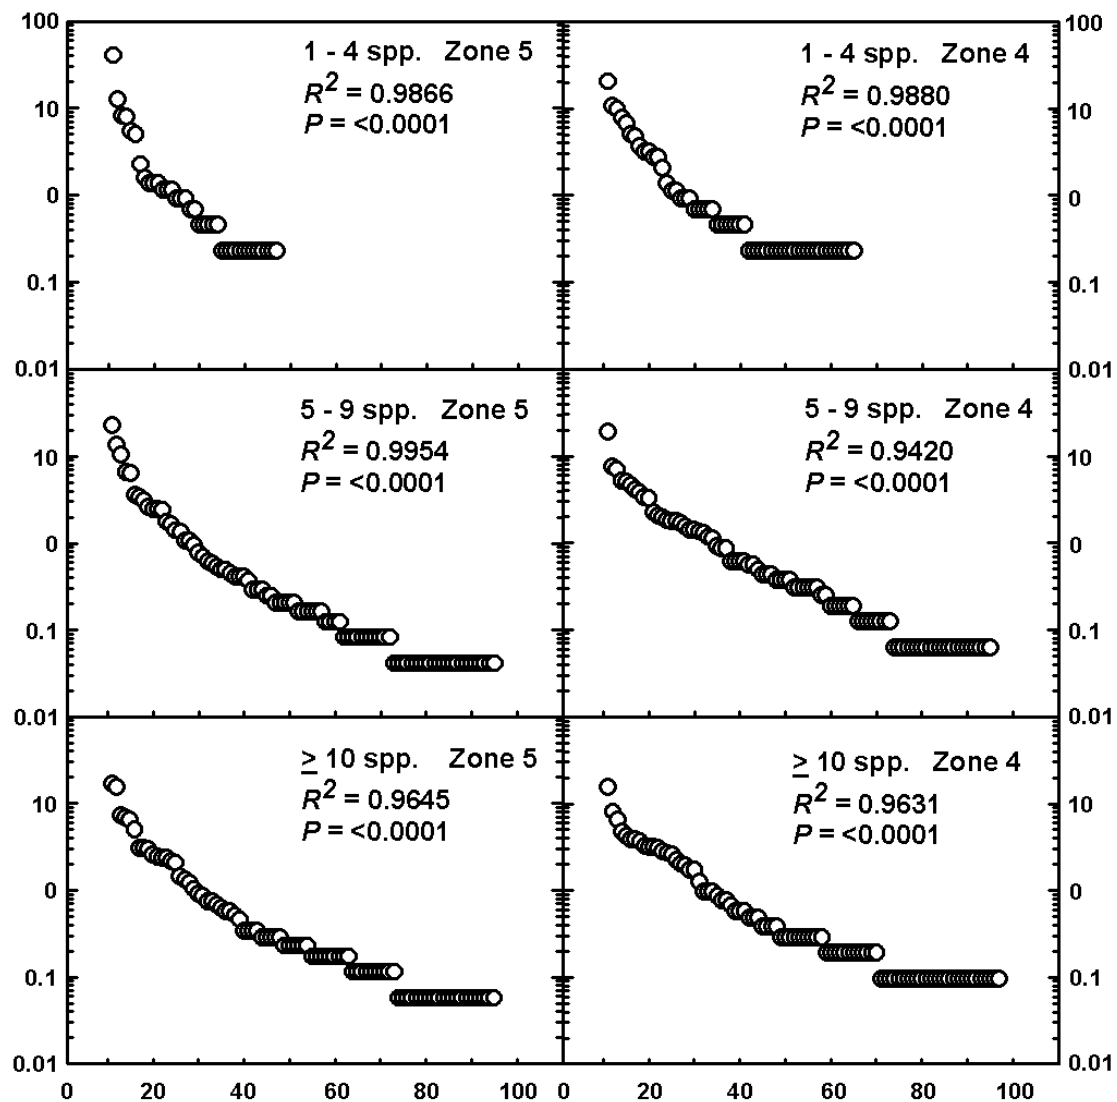 100
10
0
0.1
0.01
1 - 4 spp. Zone 5
R2 = 0.9866
P = <0.0001
1 - 4 spp. Zone 4
R2 = 0.9880
P = <0.0001
100
10
0
0.1
0.01
10
0
0.1
0.01
5 - 9 spp. Zone 5
R2 = 0.9954
P = <0.0001
5 - 9 spp. Zone 4
R2 = 0.9420
P = <0.0001
10
0
0.1
0.01
10
0
0.1
0.01
≥ 10 spp. Zone 5
R2 = 0.9645
P = <0.0001
≥ 10 spp. Zone 4
R2 = 0.9631
P = <0.0001
10
0
0.1
0.01
0 20 40 60 80 100 0 20 40 60 80 100